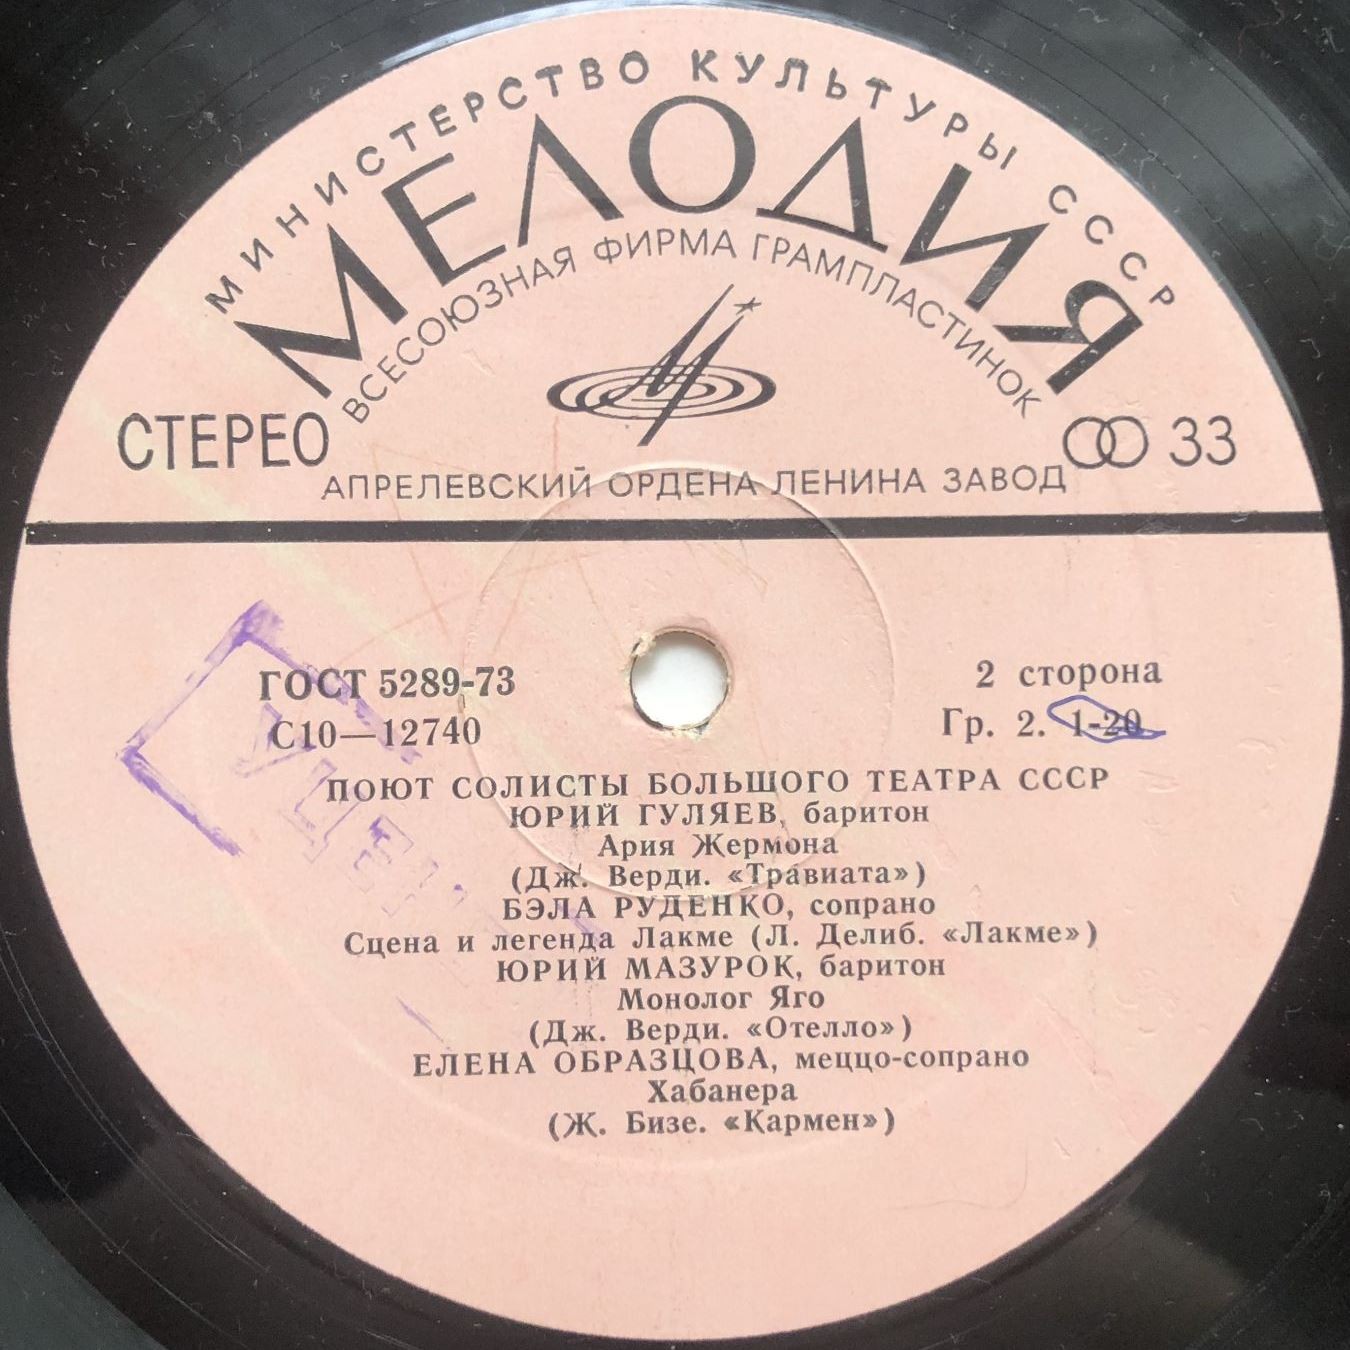 МИНИСТЕРСТВО КУЛЬТУРЫ СССР
МЕЛОДИЯ
ВСЕСОЮЗНАЯ ФИРМА ГРАМПЛАСТИНОК
СТЕРЕО
33
АПРЕЛЕВСКИЙ ОРДЕНА ЛЕНИНА ЗАВОД
ГОСТ 5289-73
2 сторона
С10—12740
Гр. 2. 1-20
ПОЮТ СОЛИСТЫ БОЛЬШОГО ТЕАТРА СССР
ЮРИЙ ГУЛЯЕВ, баритон
Ария Жермона
(Дж. Верди. «Травиата»)
БЭЛА РУДЕНКО, сопрано
Сцена и легенда Лакме (Л. Делиб. «Лакме»)
ЮРИЙ МАЗУРОК, баритон
Монолог Яго
(Дж. Верди. «Отелло»)
ЕЛЕНА ОБРАЗЦОВА, меццо-сопрано
Хабанера
(Ж. Бизе. «Кармен»)